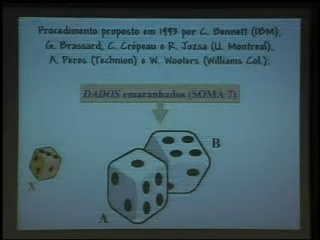 Procedimento proposto em 1993 por C. Bennett (IBM),
G. Brassard, C. Crépeau e R. Jozsa (U. Montreal),
A. Peres (Technion) e W. Wooters (Williams Col.):
DADOS emaranhados (SOMA 7)
B
X
A